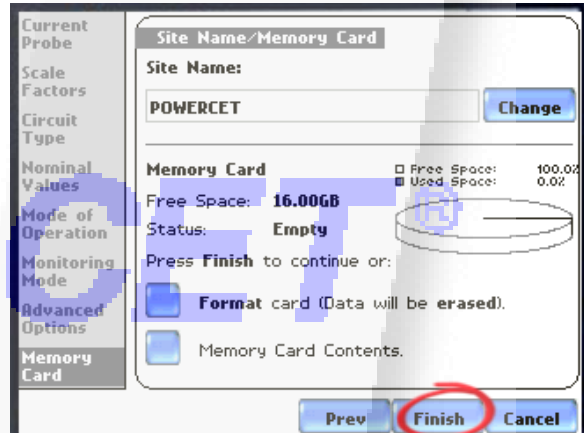 Current
Probe
Scale
Factors
Circuit
Type
Nominal
Values
Mode of
Operation
Monitoring
Mode
Advanced
Options
Memory
Card
Site Name/Memory Card
Site Name:
POWERCET
Change
Memory Card
Free Space: 100.0%
Used Space: 0.0%
Free Space: 16.00GB
Status: Empty
Press Finish to continue or:
Format card (Data will be erased).
Memory Card Contents.
Prev Finish Cancel
CET®